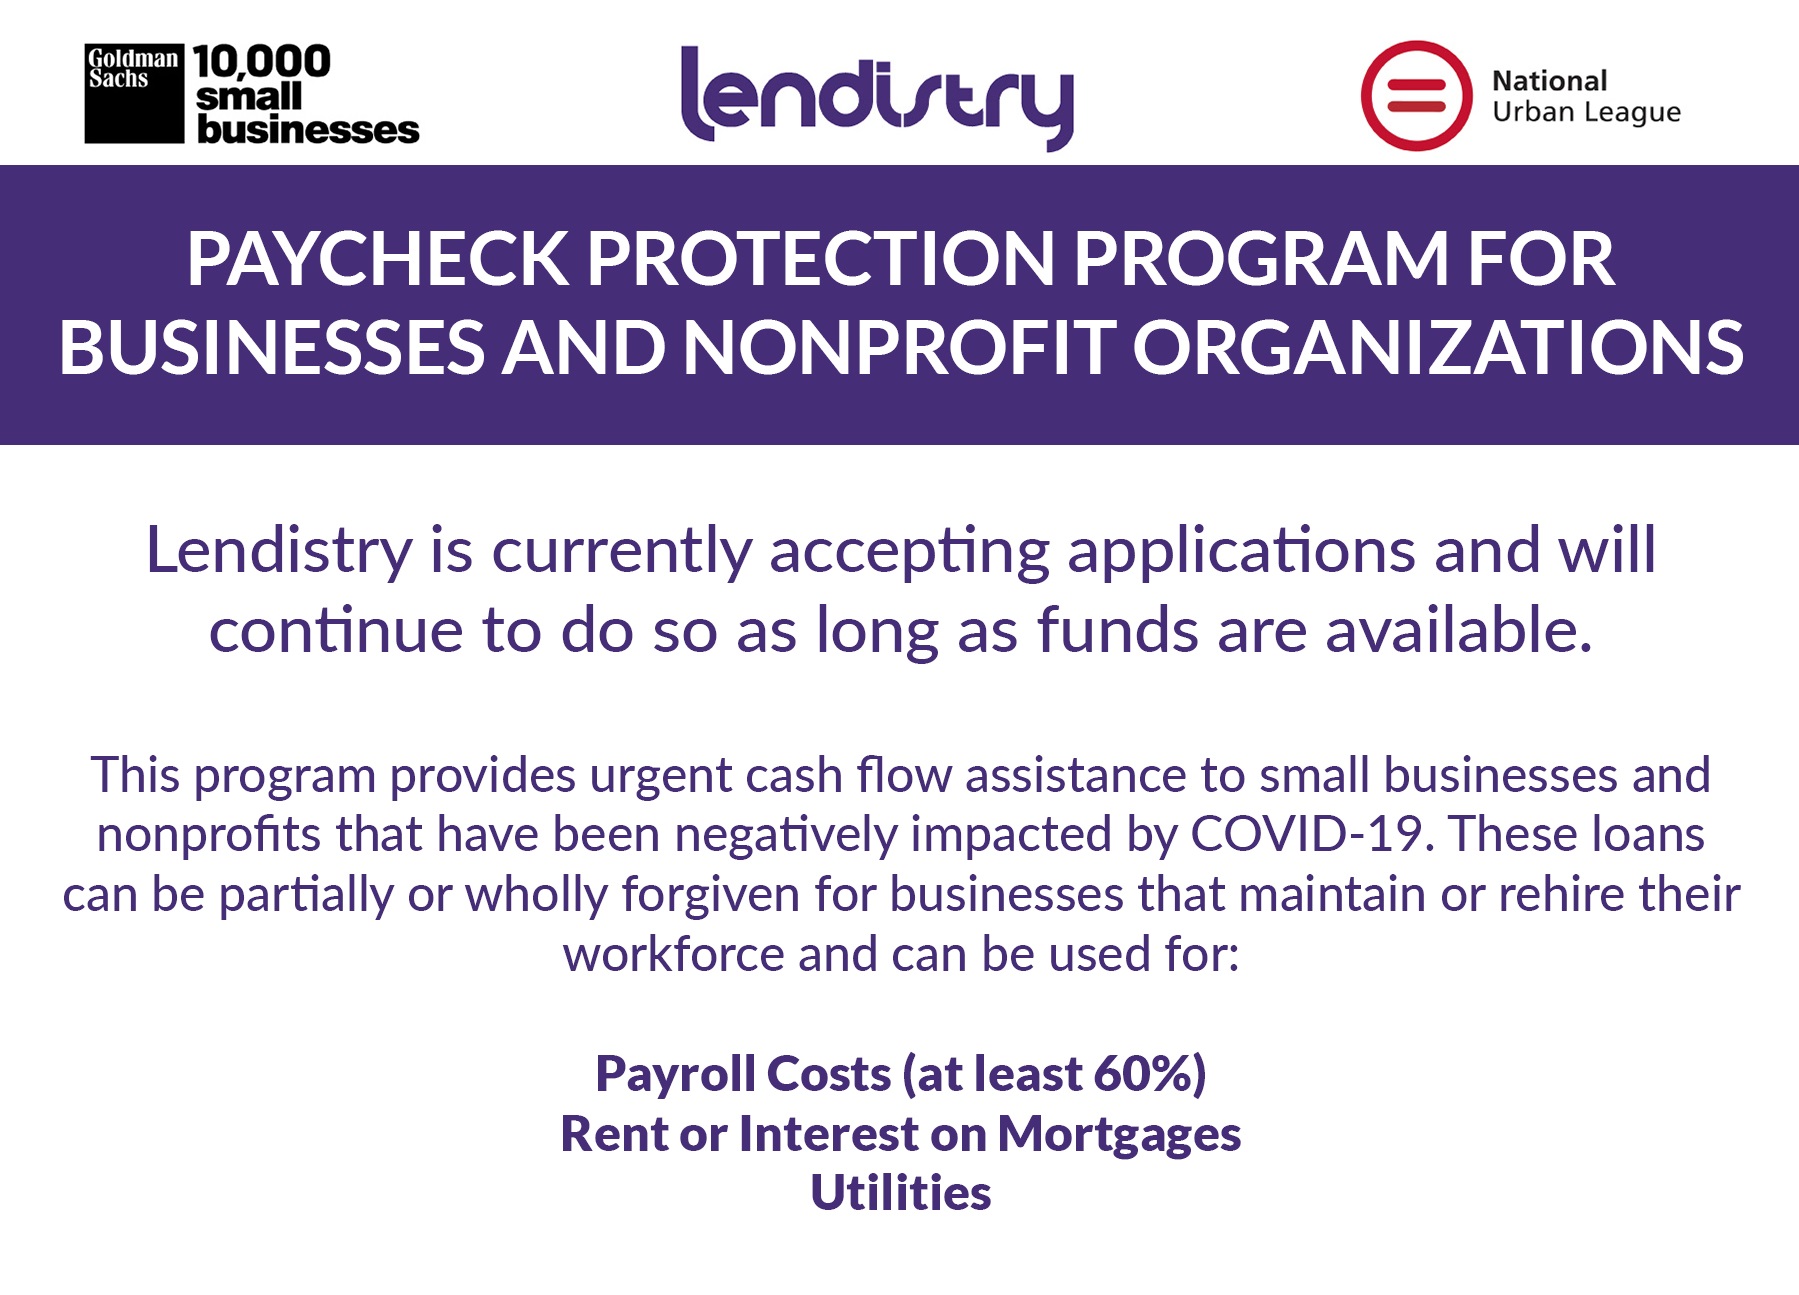 Goldman
Sachs
10,000
small
businesses
lendistry
National
Urban League
PAYCHECK PROTECTION PROGRAM FOR
BUSINESSES AND NONPROFIT ORGANIZATIONS
Lendistry is currently accepting applications and will
continue to do so as long as funds are available.
This program provides urgent cash flow assistance to small businesses and
nonprofits that have been negatively impacted by COVID-19. These loans
can be partially or wholly forgiven for businesses that maintain or rehire their
workforce and can be used for:
Payroll Costs (at least 60%)
Rent or Interest on Mortgages
Utilities